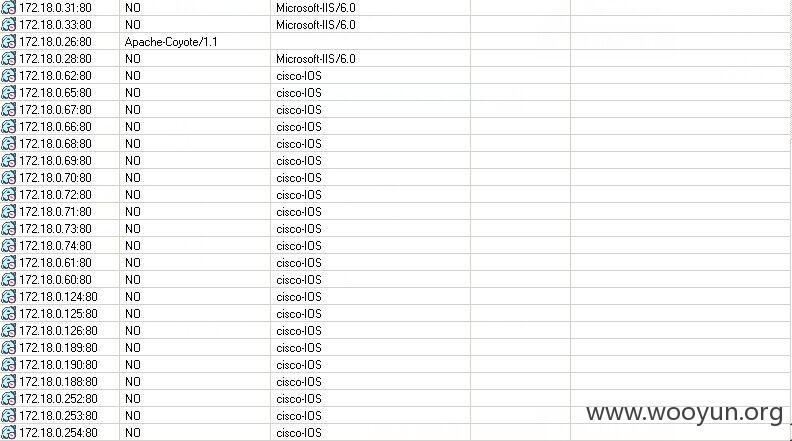 172.18.0.31:80 NO Microsoft-IIS/6.0
172.18.0.33:80 NO Microsoft-IIS/6.0
172.18.0.26:80 Apache-Coyote/1.1
172.18.0.28:80 NO Microsoft-IIS/6.0
172.18.0.62:80 NO cisco-IOS
172.18.0.65:80 NO cisco-IOS
172.18.0.67:80 NO cisco-IOS
172.18.0.66:80 NO cisco-IOS
172.18.0.68:80 NO cisco-IOS
172.18.0.69:80 NO cisco-IOS
172.18.0.70:80 NO cisco-IOS
172.18.0.72:80 NO cisco-IOS
172.18.0.71:80 NO cisco-IOS
172.18.0.73:80 NO cisco-IOS
172.18.0.74:80 NO cisco-IOS
172.18.0.61:80 NO cisco-IOS
172.18.0.60:80 NO cisco-IOS
172.18.0.124:80 NO cisco-IOS
172.18.0.125:80 NO cisco-IOS
172.18.0.126:80 NO cisco-IOS
172.18.0.189:80 NO cisco-IOS
172.18.0.190:80 NO cisco-IOS
172.18.0.188:80 NO cisco-IOS
172.18.0.252:80 NO cisco-IOS
172.18.0.253:80 NO cisco-IOS
172.18.0.254:80 NO cisco-IOS
www.wooyun.org